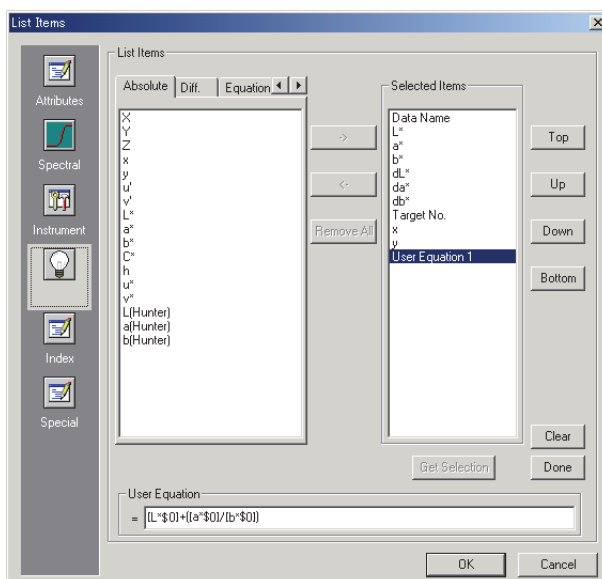 List Items
Attributes
Spectral
Instrument
Index
Special
List Items
Absolute
Diff.
Equation
X
Y
Z
x
y
u'
v'
L*
a*
b*
C*
h
u*
v*
L(Hunter)
a(Hunter)
b(Hunter)
->
<-
Remove All
Selected Items
Data Name
L*
a*
b*
dL*
da*
db*
Target No.
x
y
User Equation 1
Top
Up
Down
Bottom
Clear
Get Selection
Done
User Equation
= [L*$0]+([a*$0]/[b*$0])
OK
Cancel